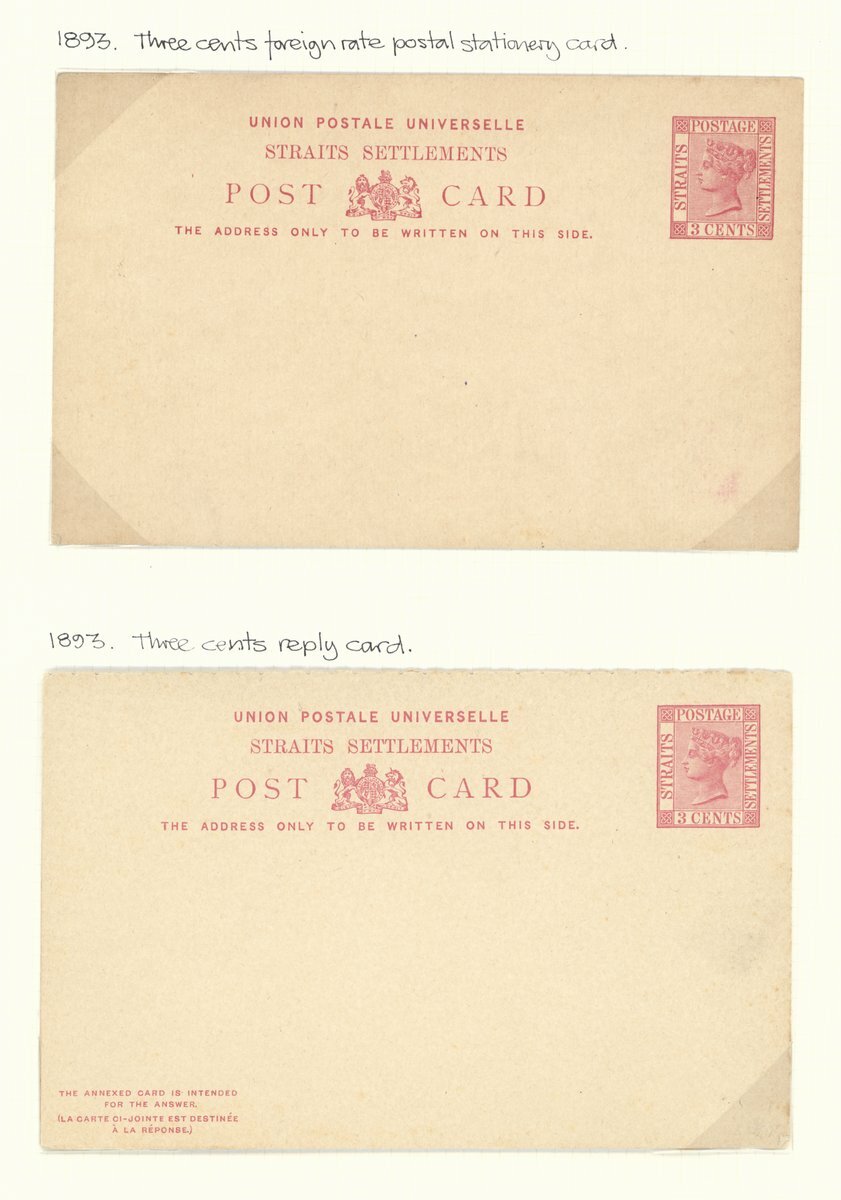 1893. Three cents foreign rate postal stationery card.
UNION POSTALE UNIVERSELLE
STRAITS SETTLEMENTS
POST CARD
THE ADDRESS ONLY TO BE WRITTEN ON THIS SIDE.
POSTAGE
STRAITS
SETTLEMENTS
3 CENTS
1893. Three cents reply card.
UNION POSTALE UNIVERSELLE
STRAITS SETTLEMENTS
POST CARD
THE ADDRESS ONLY TO BE WRITTEN ON THIS SIDE.
POSTAGE
STRAITS
SETTLEMENTS
3 CENTS
THE ANNEXED CARD IS INTENDED
FOR THE ANSWER.
(LA CARTE CI-JOINTE EST DESTINÉE
À LA RÉPONSE.)